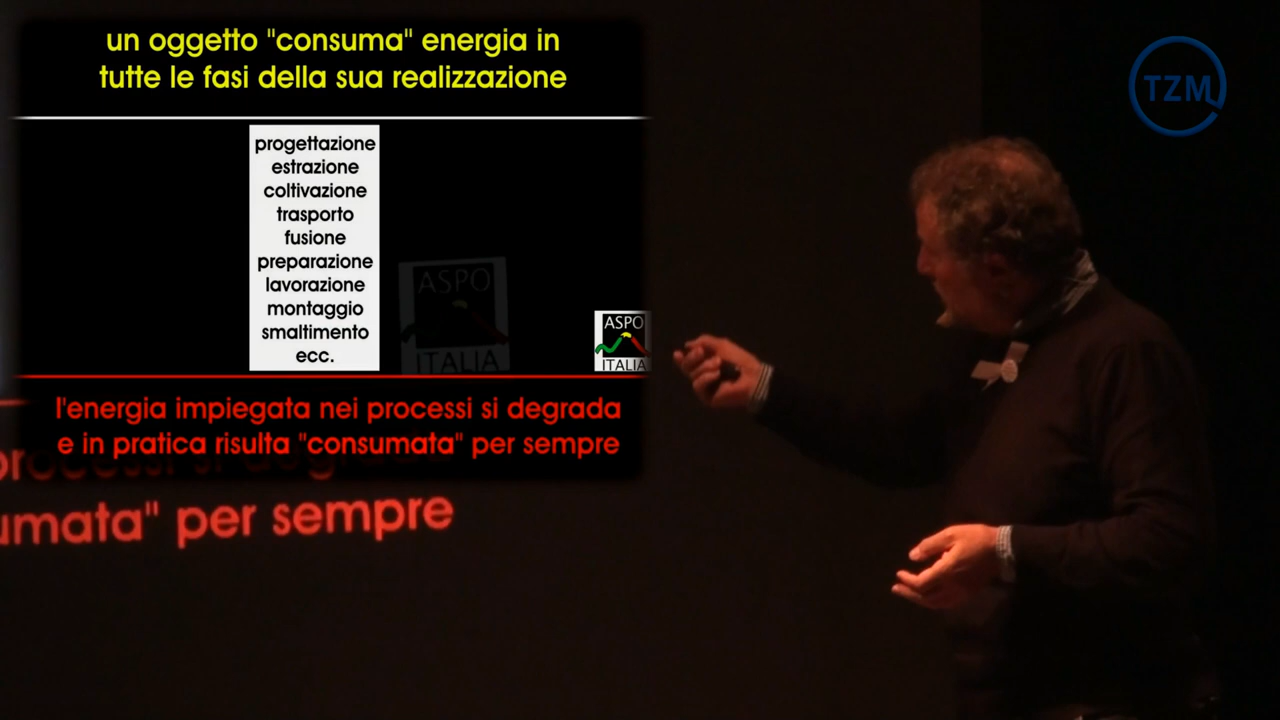 un oggetto "consuma" energia in
tutte le fasi della sua realizzazione
progettazione
estrazione
coltivazione
trasporto
fusione
preparazione
lavorazione
montaggio
smaltimento
ecc.
ASPO
ITALIA
ASPO
ITALIA
l'energia impiegata nei processi si degrada
e in pratica risulta "consumata" per sempre
umata" per sempre
TZM